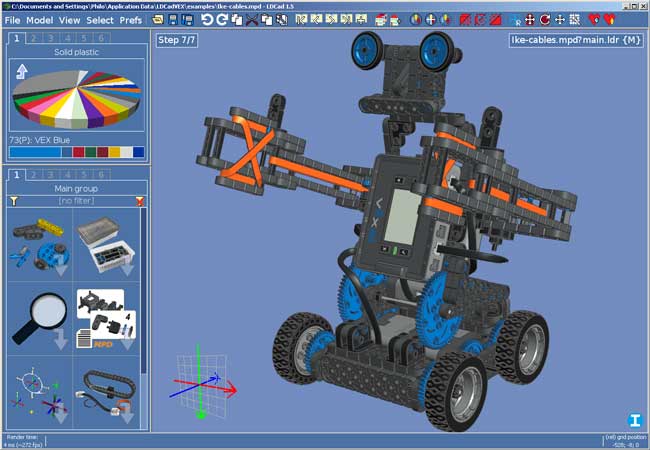 C:\Documents and Settings\Philo\Application Data\LDCadVEX\examples\Ike-cables.mpd - LDCad 1.5
File Model View Select Prefs
1 2 3 4 5 6
Solid plastic
73(P): VEX Blue
1 2 3 4 5 6
Main group
[no filter]
4
MPD
Step 7/7
Ike-cables.mpd?main.ldr {M}
VEX
I
Render time:
4 ms (~272 fps)
(rel) grid position
-528; -8; 0